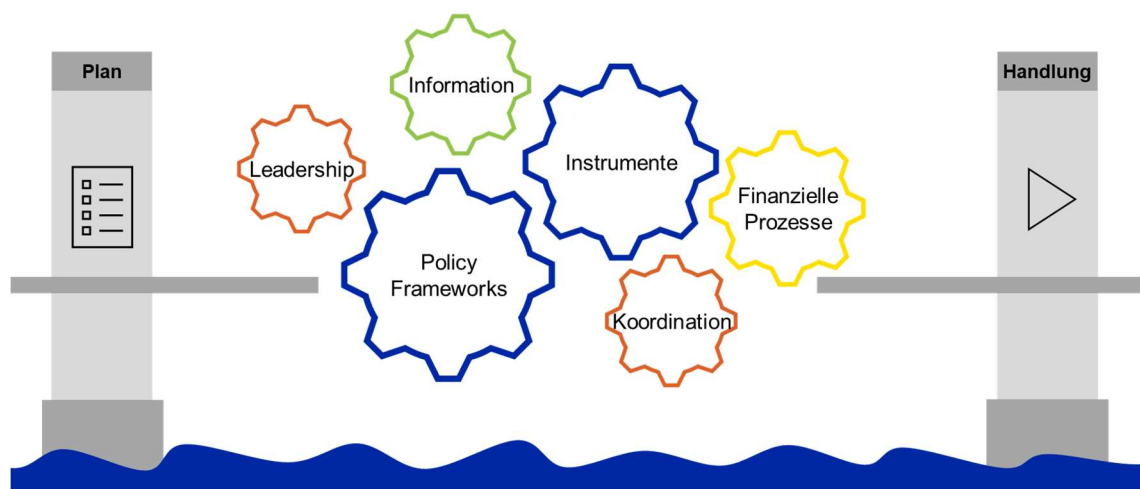 Plan
Handlung
Information
Leadership
Instrumente
Finanzielle
Prozesse
Policy
Frameworks
Koordination